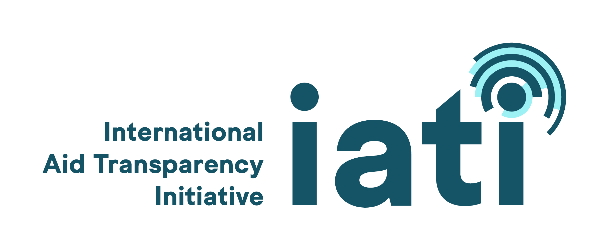 International
Aid Transparency
Initiative
iati